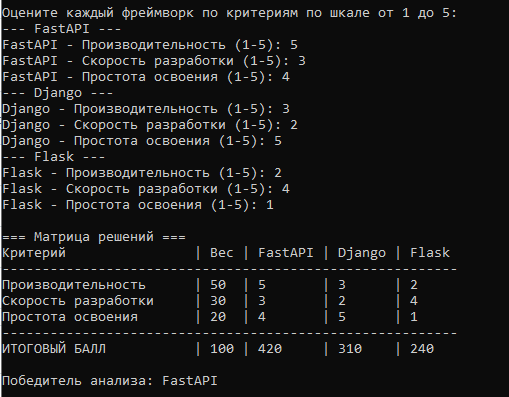 Оцените каждый фреймворк по критериям по шкале от 1 до 5:
--- FastAPI ---
FastAPI - Производительность (1-5): 5
FastAPI - Скорость разработки (1-5): 3
FastAPI - Простота освоения (1-5): 4
--- Django ---
Django - Производительность (1-5): 3
Django - Скорость разработки (1-5): 2
Django - Простота освоения (1-5): 5
--- Flask ---
Flask - Производительность (1-5): 2
Flask - Скорость разработки (1-5): 4
Flask - Простота освоения (1-5): 1

=== Матрица решений ===
Критерий                | Вес | FastAPI | Django | Flask
---------------------------------------------------------
Производительность      | 50  | 5       | 3      | 2
Скорость разработки     | 30  | 3       | 2      | 4
Простота освоения       | 20  | 4       | 5      | 1
---------------------------------------------------------
ИТОГОВЫЙ БАЛЛ           | 100 | 420     | 310    | 240

Победитель анализа: FastAPI